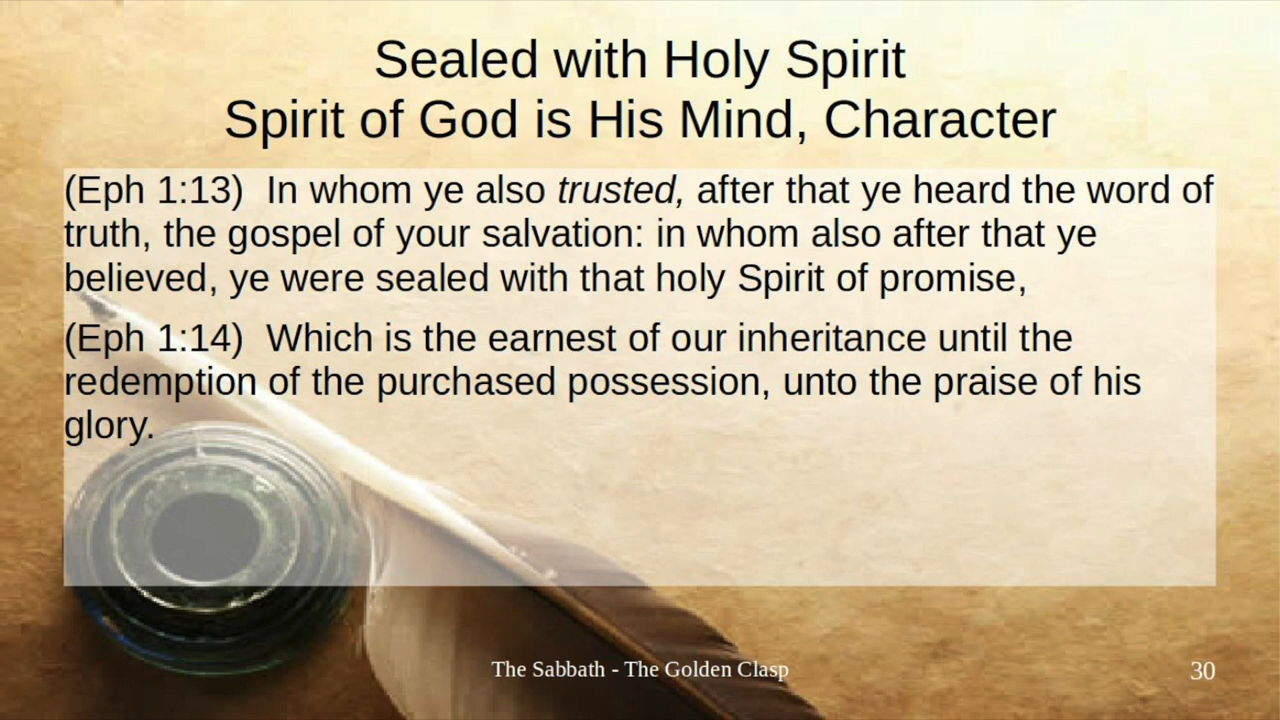 Sealed with Holy Spirit
Spirit of God is His Mind, Character
(Eph 1:13)  In whom ye also trusted, after that ye heard the word of
truth, the gospel of your salvation: in whom also after that ye
believed, ye were sealed with that holy Spirit of promise,
(Eph 1:14)  Which is the earnest of our inheritance until the
redemption of the purchased possession, unto the praise of his
glory.
The Sabbath - The Golden Clasp
30